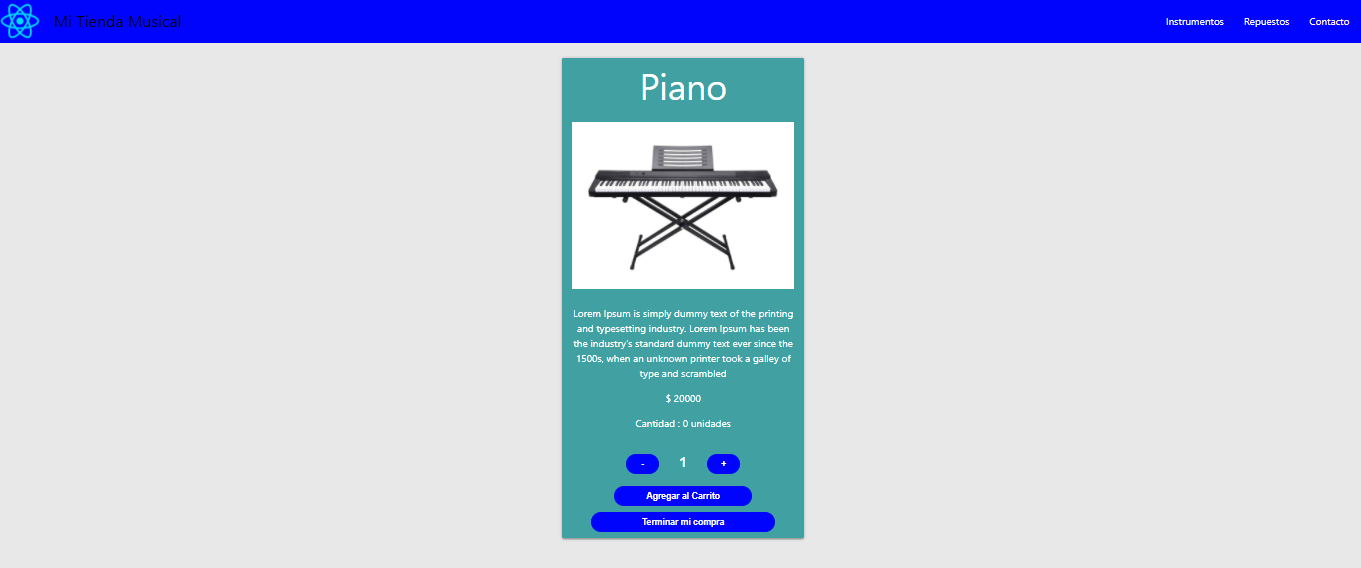 Mi Tienda Musical
Instrumentos
Repuestos
Contacto
Piano
Lorem Ipsum is simply dummy text of the printing
and typesetting industry. Lorem Ipsum has been
the industry's standard dummy text ever since the
1500s, when an unknown printer took a galley of
type and scrambled
$ 20000
Cantidad : 0 unidades
- 1 +
Agregar al Carrito
Terminar mi compra